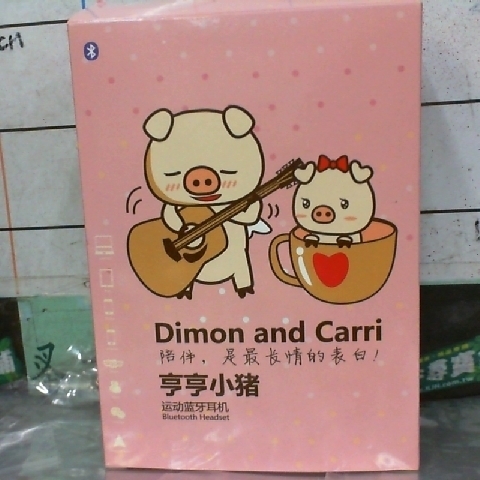 Dimon and Carri
陪伴，是最长情的表白！
亨亨小猪
运动蓝牙耳机
Bluetooth Headset